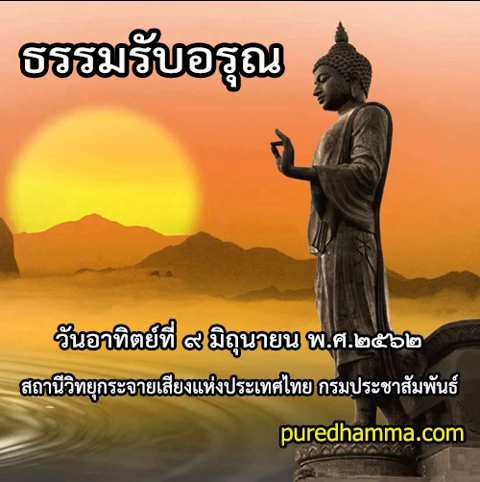 ธรรมรับอรุณ
วันอาทิตย์ที่ ๙ มิถุนายน พ.ศ.๒๕๖๒
สถานีวิทยุกระจายเสียงแห่งประเทศไทย กรมประชาสัมพันธ์
puredhamma.com